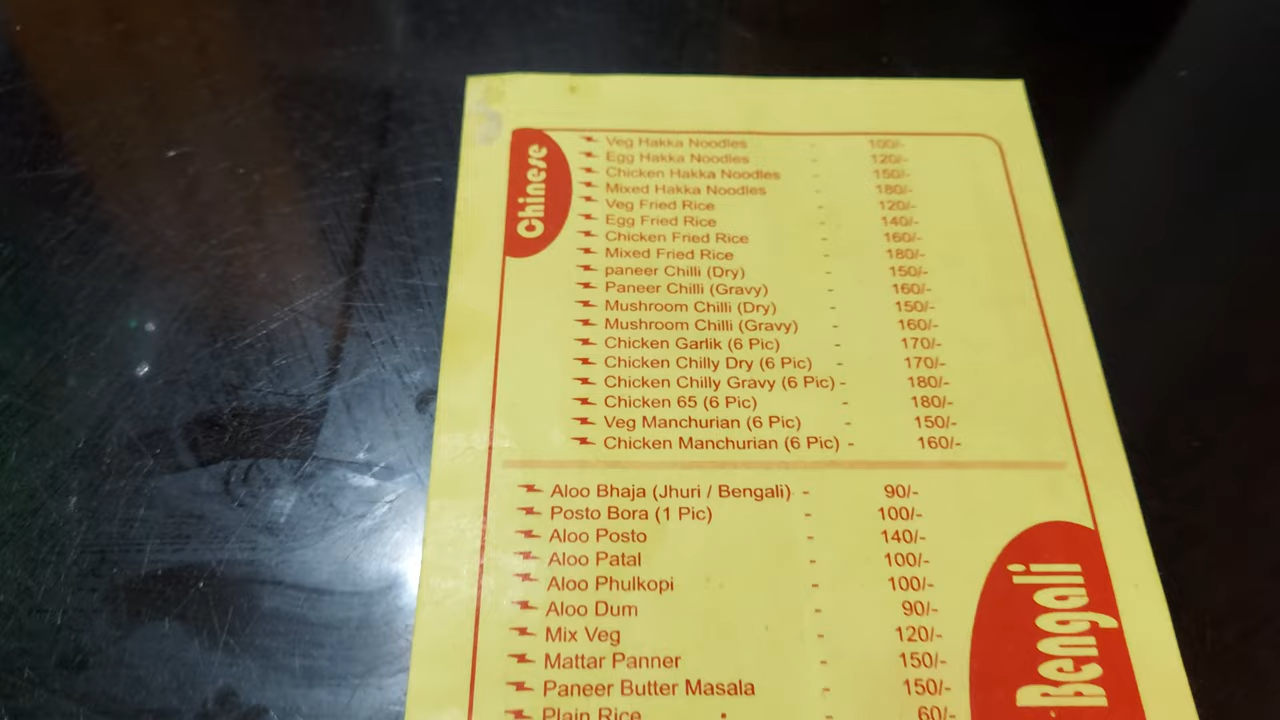 Chinese
Veg Hakka Noodles - 100/-
Egg Hakka Noodles - 120/-
Chicken Hakka Noodles - 150/-
Mixed Hakka Noodles - 180/-
Veg Fried Rice - 120/-
Egg Fried Rice - 140/-
Chicken Fried Rice - 160/-
Mixed Fried Rice - 180/-
paneer Chilli (Dry) - 150/-
Paneer Chilli (Gravy) - 160/-
Mushroom Chilli (Dry) - 150/-
Mushroom Chilli (Gravy) - 160/-
Chicken Garlik (6 Pic) - 170/-
Chicken Chilly Dry (6 Pic) - 170/-
Chicken Chilly Gravy (6 Pic) - 180/-
Chicken 65 (6 Pic) - 180/-
Veg Manchurian (6 Pic) - 150/-
Chicken Manchurian (6 Pic) - 160/-
Bengali
Aloo Bhaja (Jhuri / Bengali) - 90/-
Posto Bora (1 Pic) - 100/-
Aloo Posto - 140/-
Aloo Patal - 100/-
Aloo Phulkopi - 100/-
Aloo Dum - 90/-
Mix Veg - 120/-
Mattar Panner - 150/-
Paneer Butter Masala - 150/-
Plain Rice - 60/-